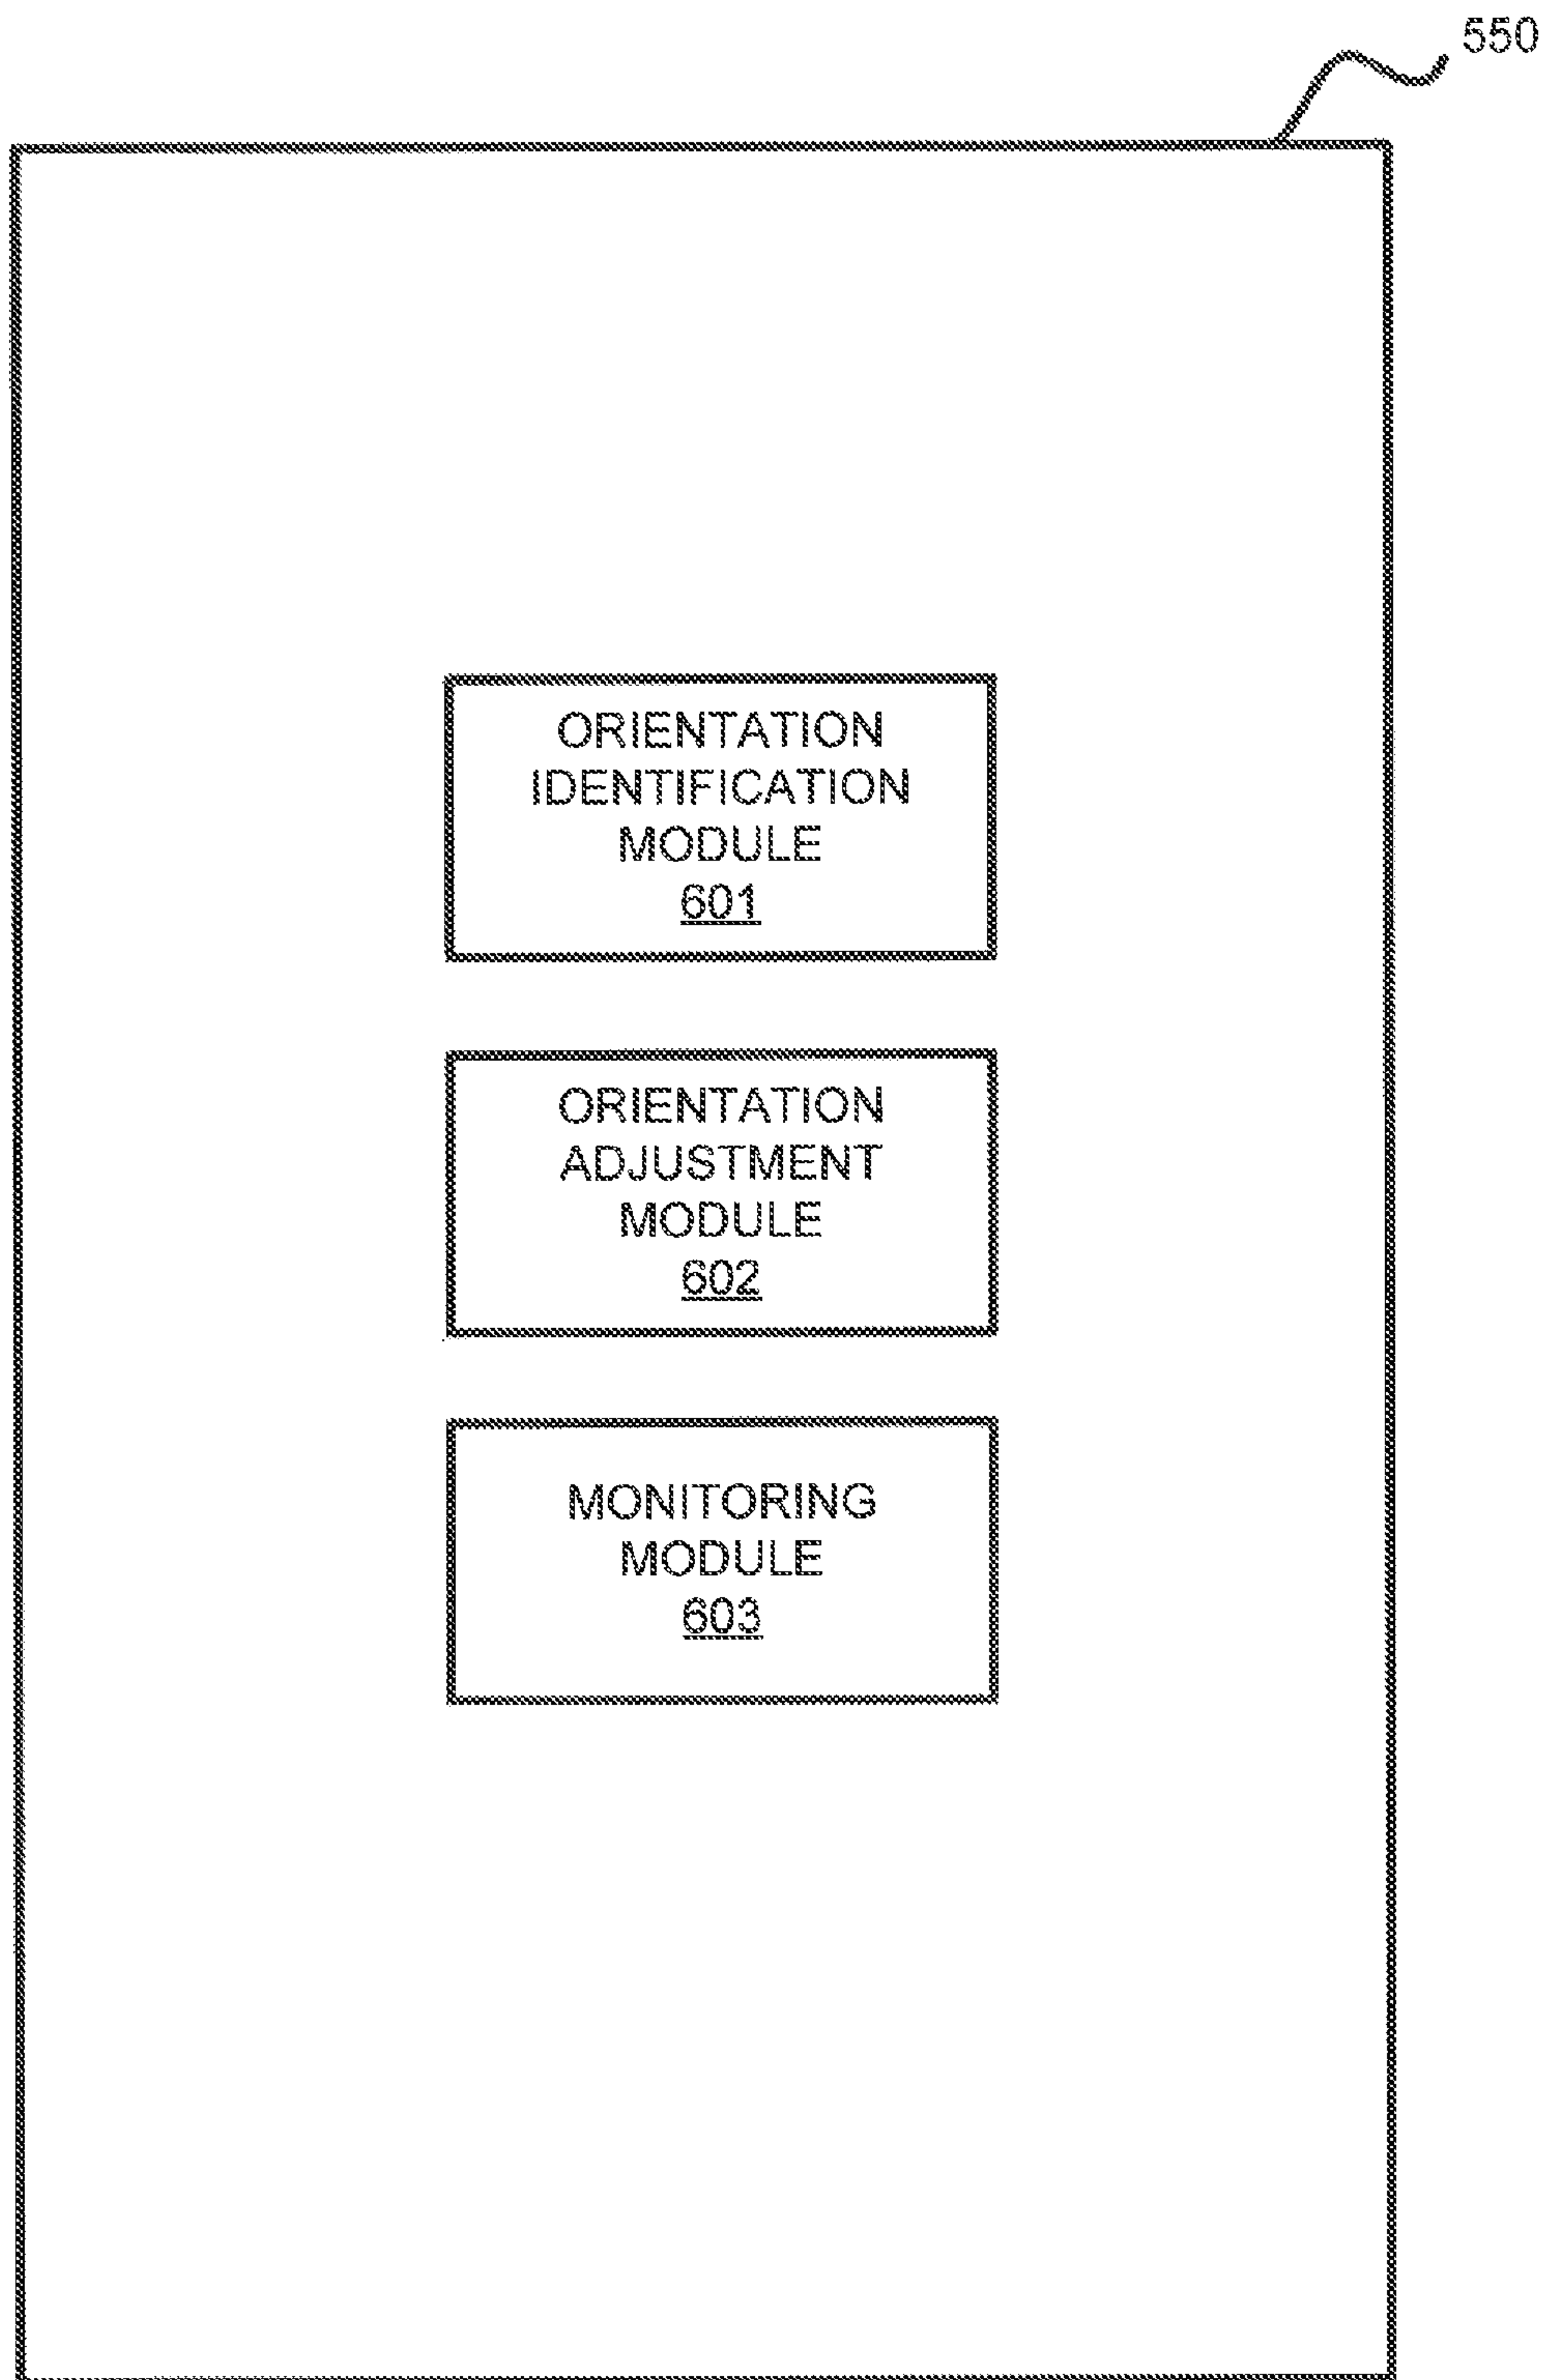 550
ORIENTATION
IDENTIFICATION
MODULE
601
ORIENTATION
ADJUSTMENT
MODULE
602
MONITORING
MODULE
603